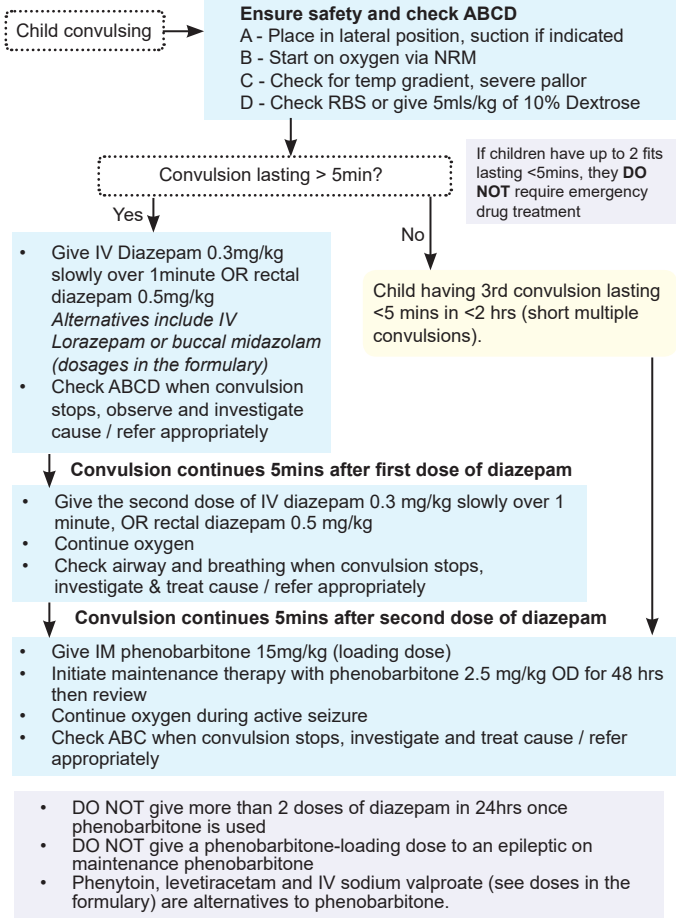 Child convulsing
Ensure safety and check ABCD
A - Place in lateral position, suction if indicated
B - Start on oxygen via NRM
C - Check for temp gradient, severe pallor
D - Check RBS or give 5mls/kg of 10% Dextrose
Convulsion lasting > 5min?
If children have up to 2 fits
lasting <5mins, they DO
NOT require emergency
drug treatment
Yes
No
• Give IV Diazepam 0.3mg/kg
slowly over 1minute OR rectal
diazepam 0.5mg/kg
Alternatives include IV
Lorazepam or buccal midazolam
(dosages in the formulary)
• Check ABCD when convulsion
stops, observe and investigate
cause / refer appropriately
Child having 3rd convulsion lasting
<5 mins in <2 hrs (short multiple
convulsions).
Convulsion continues 5mins after first dose of diazepam
• Give the second dose of IV diazepam 0.3 mg/kg slowly over 1
minute, OR rectal diazepam 0.5 mg/kg
• Continue oxygen
• Check airway and breathing when convulsion stops,
investigate & treat cause / refer appropriately
Convulsion continues 5mins after second dose of diazepam
• Give IM phenobarbitone 15mg/kg (loading dose)
• Initiate maintenance therapy with phenobarbitone 2.5 mg/kg OD for 48 hrs
then review
• Continue oxygen during active seizure
• Check ABC when convulsion stops, investigate and treat cause / refer
appropriately
• DO NOT give more than 2 doses of diazepam in 24hrs once
phenobarbitone is used
• DO NOT give a phenobarbitone-loading dose to an epileptic on
maintenance phenobarbitone
• Phenytoin, levetiracetam and IV sodium valproate (see doses in the
formulary) are alternatives to phenobarbitone.